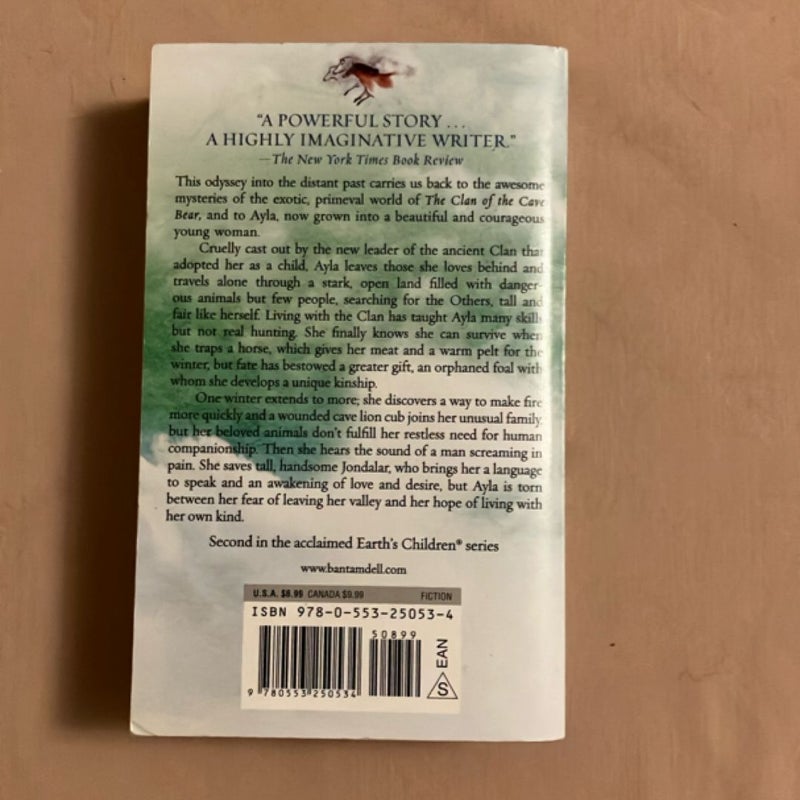 “A POWERFUL STORY . . .
A HIGHLY IMAGINATIVE WRITER.”
—The New York Times Book Review
This odyssey into the distant past carries us back to the awesome
mysteries of the exotic, primeval world of The Clan of the Cave
Bear, and to Ayla, now grown into a beautiful and courageous
young woman.
Cruelly cast out by the new leader of the ancient Clan that
adopted her as a child, Ayla leaves those she loves behind and
travels alone through a stark, open land filled with danger-
ous animals but few people, searching for the Others, tall and
fair like herself. Living with the Clan has taught Ayla many skills
but not real hunting. She finally knows she can survive when
she traps a horse, which gives her meat and a warm pelt for the
winter, but fate has bestowed a greater gift, an orphaned foal with
whom she develops a unique kinship.
One winter extends to more; she discovers a way to make fire
more quickly and a wounded cave lion cub joins her unusual family,
but her beloved animals don’t fulfill her restless need for human
companionship. Then she hears the sound of a man screaming in
pain. She saves tall, handsome Jondalar, who brings her a language
to speak and an awakening of love and desire, but Ayla is torn
between her fear of leaving her valley and her hope of living with
her own kind.
Second in the acclaimed Earth’s Children® series
www.bantamdell.com
U.S.A. $8.99 CANADA $9.99 FICTION
ISBN 978-0-553-25053-4
50899
9 780553 250534
EAN
S